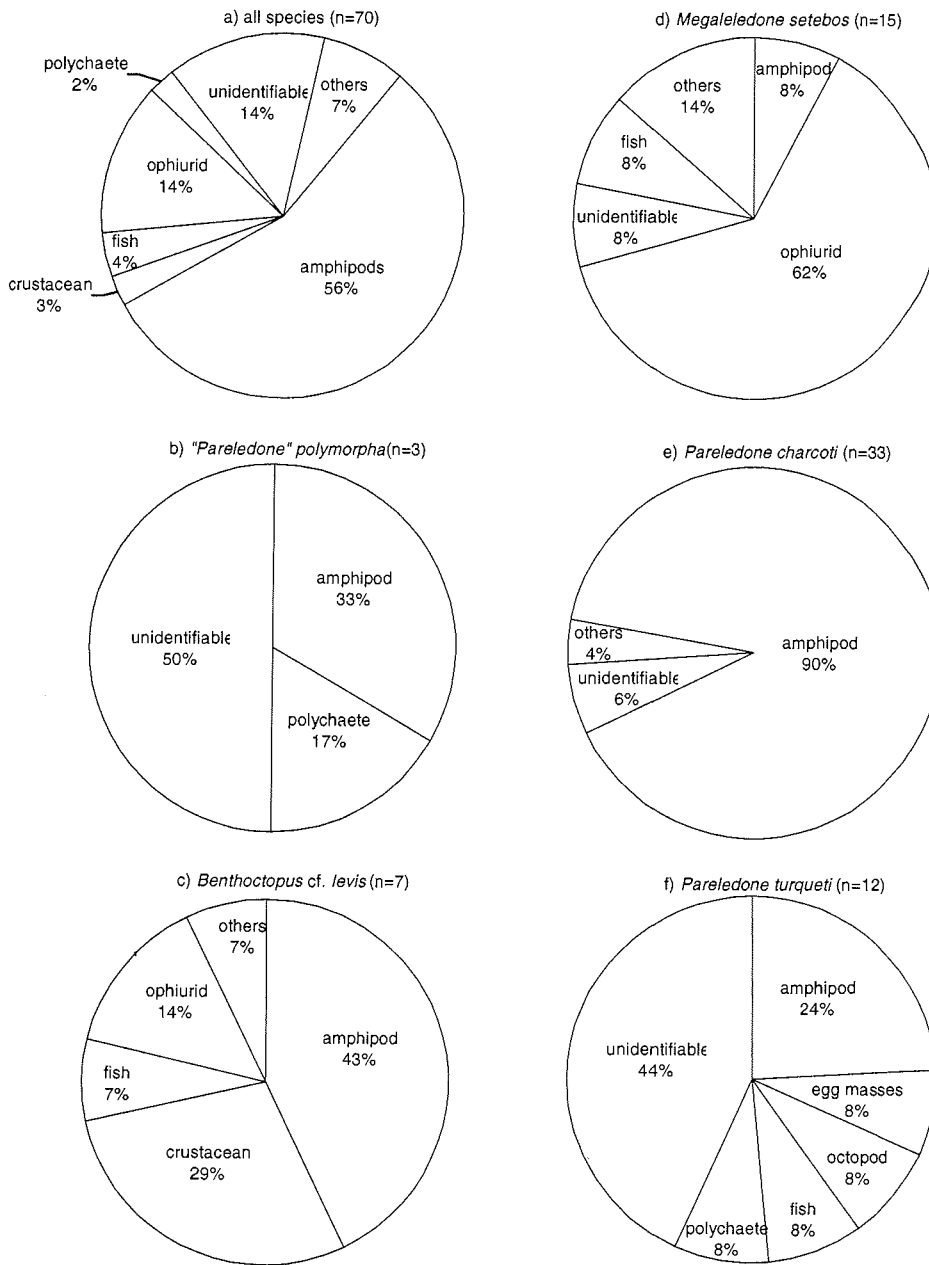 a) all species (n=70)
polychaete
2%
unidentifiable
14%
others
7%
ophiurid
14%
fish
4%
crustacean
3%
amphipods
56%
b) "Pareledone" polymorpha(n=3)
unidentifiable
50%
amphipod
33%
polychaete
17%
c) Benthoctopus cf. levis (n=7)
others
7%
ophiurid
14%
amphipod
43%
fish
7%
crustacean
29%
d) Megaleledone setebos (n=15)
others
14%
amphipod
8%
fish
8%
unidentifiable
8%
ophiurid
62%
e) Pareledone charcoti (n=33)
others
4%
unidentifiable
6%
amphipod
90%
f) Pareledone turqueti (n=12)
amphipod
24%
unidentifiable
44%
egg masses
8%
octopod
8%
fish
8%
polychaete
8%